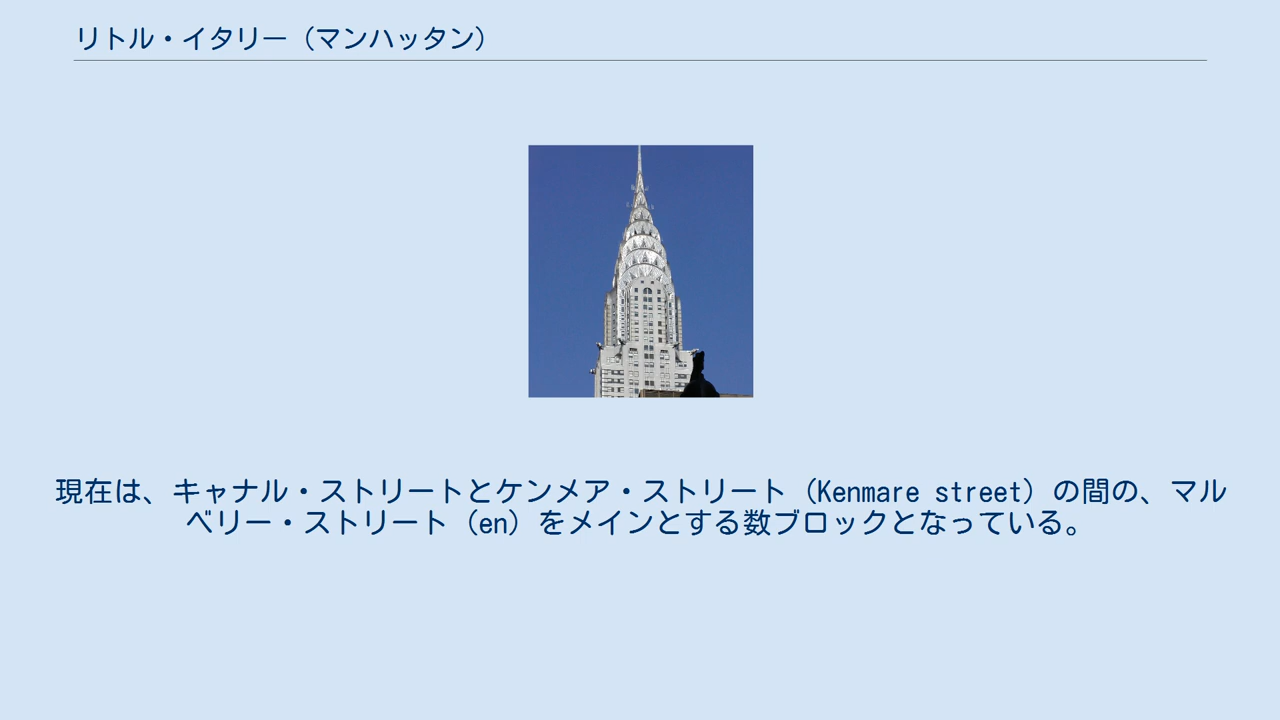 リトル・イタリー（マンハッタン）
現在は、キャナル・ストリートとケンメア・ストリート（Kenmare street）の間の、マル
ベリー・ストリート（en）をメインとする数ブロックとなっている。